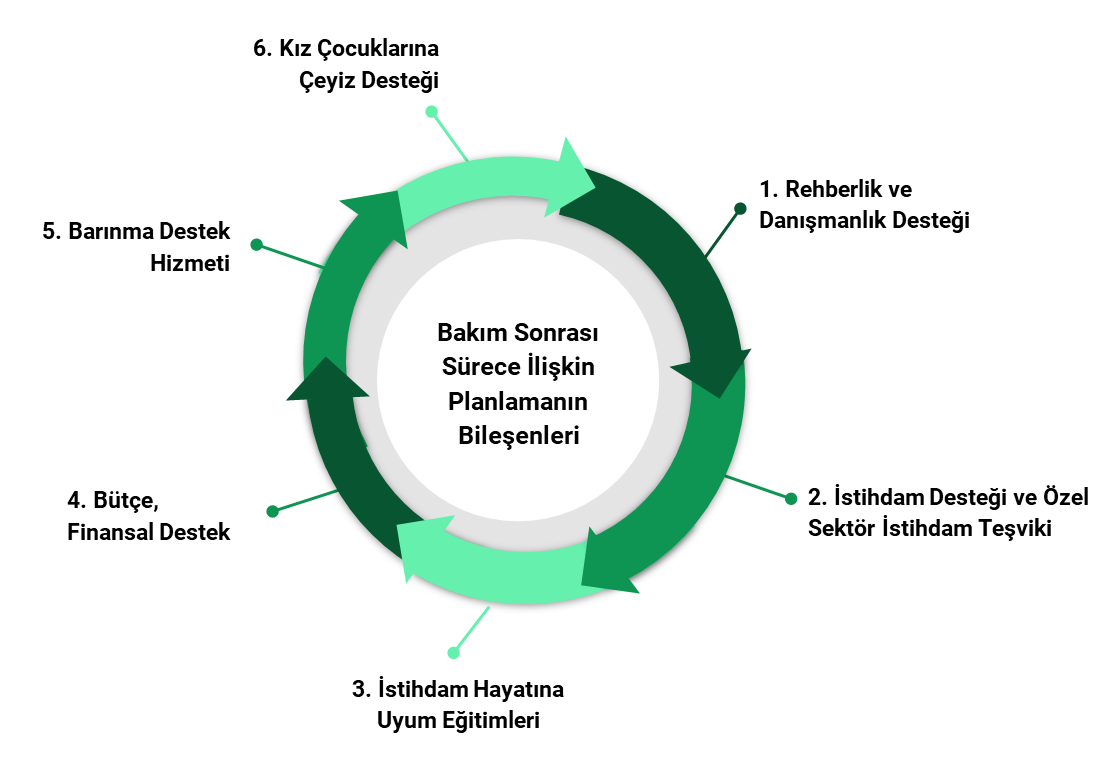 Bakım Sonrası
Sürece İlişkin
Planlamanın
Bileşenleri
1. Rehberlik ve
Danışmanlık Desteği
2. İstihdam Desteği ve Özel
Sektör İstihdam Teşviki
3. İstihdam Hayatına
Uyum Eğitimleri
4. Bütçe,
Finansal Destek
5. Barınma Destek
Hizmeti
6. Kız Çocuklarına
Çeyiz Desteği